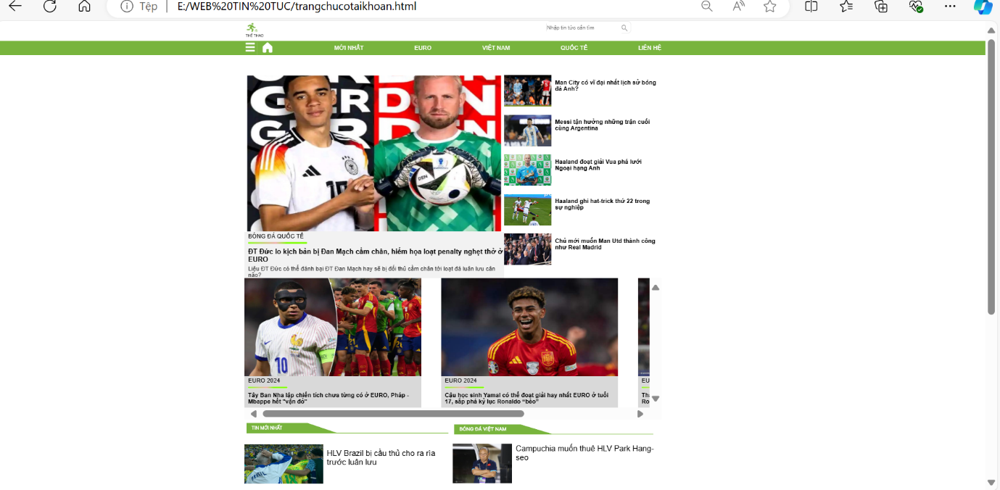 Tệp
E:/WEB%20TIN%20TUC/trangchucotaikhoan.html
THỂ THAO
Nhập tin tức cần tìm
MỚI NHẤT
EURO
VIỆT NAM
QUỐC TẾ
LIÊN HỆ
GER
DEN
BÓNG ĐÁ QUỐC TẾ
ĐT Đức lo kịch bản bị Đan Mạch cầm chân, hiểm họa loạt penalty nghẹt thở ở
EURO
Liệu ĐT Đức có thể đánh bại ĐT Đan Mạch hay sẽ bị đối thủ cầm chân tới loạt đá luân lưu cân
não?
Man City có vĩ đại nhất lịch sử bóng
đá Anh?
Messi tận hưởng những trận cuối
cùng Argentina
Haaland đoạt giải Vua phá lưới
Ngoại hạng Anh
Haaland ghi hat-trick thứ 22 trong
sự nghiệp
Chủ mới muốn Man Utd thành công
như Real Madrid
10
EURO 2024
Tây Ban Nha lập chiến tích chưa từng có ở EURO, Pháp -
Mbappe hết "vận đỏ"
EURO 2024
Cậu học sinh Yamal có thể đoạt giải hay nhất EURO ở tuổi
17, sắp phá kỷ lục Ronaldo "béo"
EU
Th
Ro
TIN MỚI NHẤT
BÓNG ĐÁ VIỆT NAM
HLV Brazil bị cầu thủ cho ra rìa
trước luân lưu
Campuchia muốn thuê HLV Park Hang-
seo